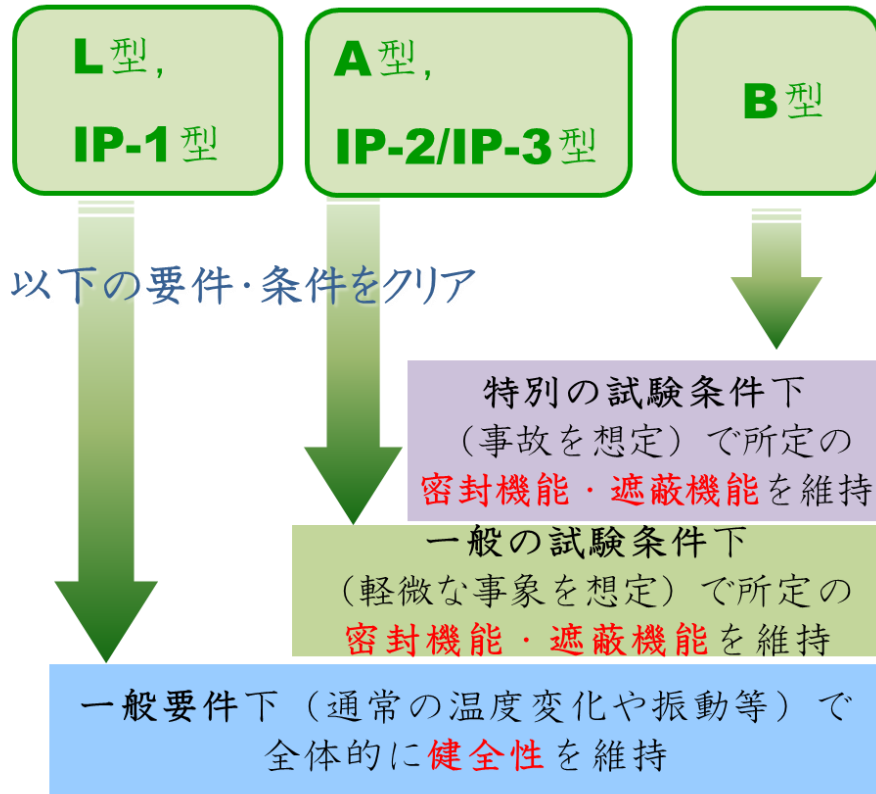 L型,
IP-1型
A型,
IP-2/IP-3型
B型
以下の要件·条件をクリア
特別の試験条件下
（事故を想定）で所定の
密封機能・遮蔽機能を維持
一般の試験条件下
（軽微な事象を想定）で所定の
密封機能・遮蔽機能を維持
一般要件下（通常の温度変化や振動等）で
全体的に健全性を維持